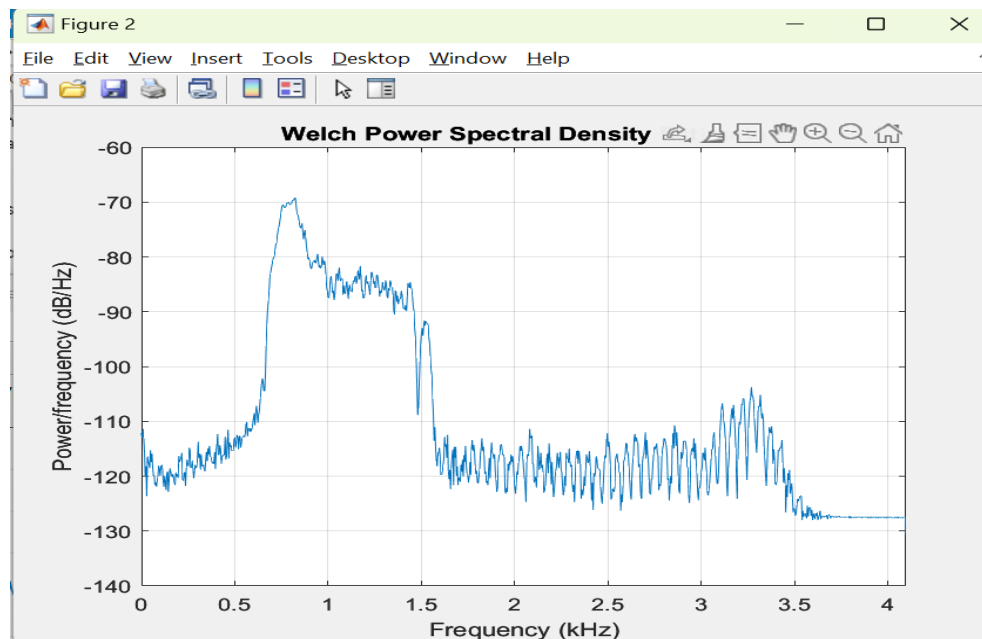 Figure 2
File Edit View Insert Tools Desktop Window Help
Welch Power Spectral Density
-60
-70
-80
-90
-100
-110
-120
-130
-140
Power/frequency (dB/Hz)
0 0.5 1 1.5 2 2.5 3 3.5 4
Frequency (kHz)